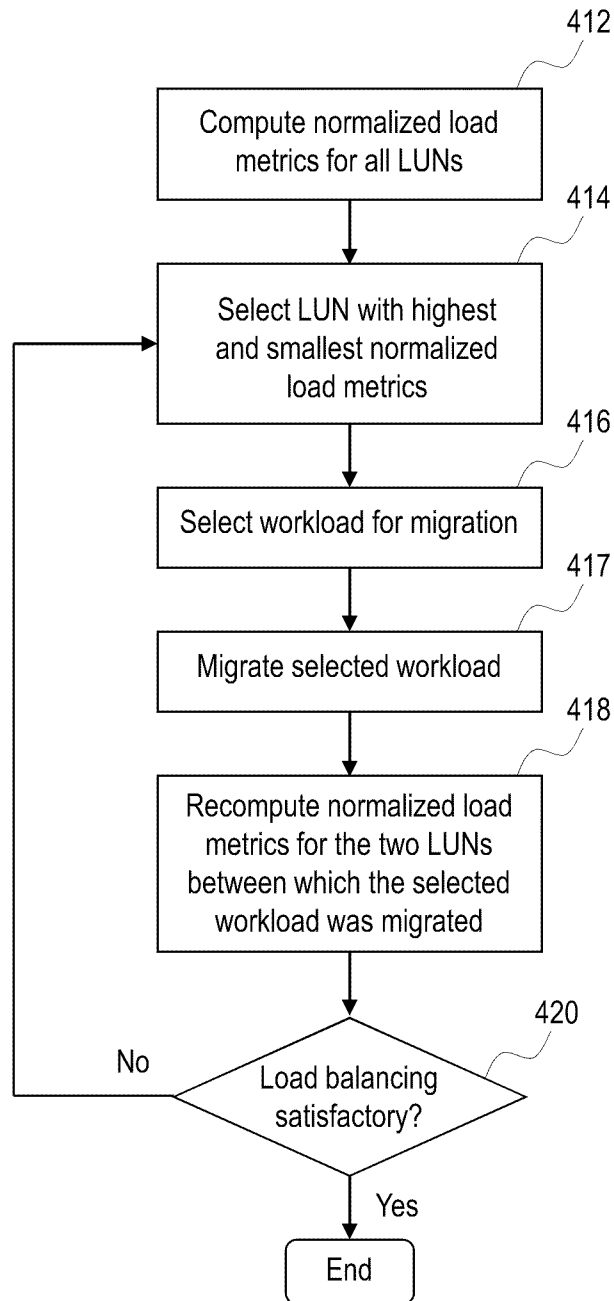 412
Compute normalized load
metrics for all LUNs
414
Select LUN with highest
and smallest normalized
load metrics
416
Select workload for migration
417
Migrate selected workload
418
Recompute normalized load
metrics for the two LUNs
between which the selected
workload was migrated
420
No
Load balancing
satisfactory?
Yes
End